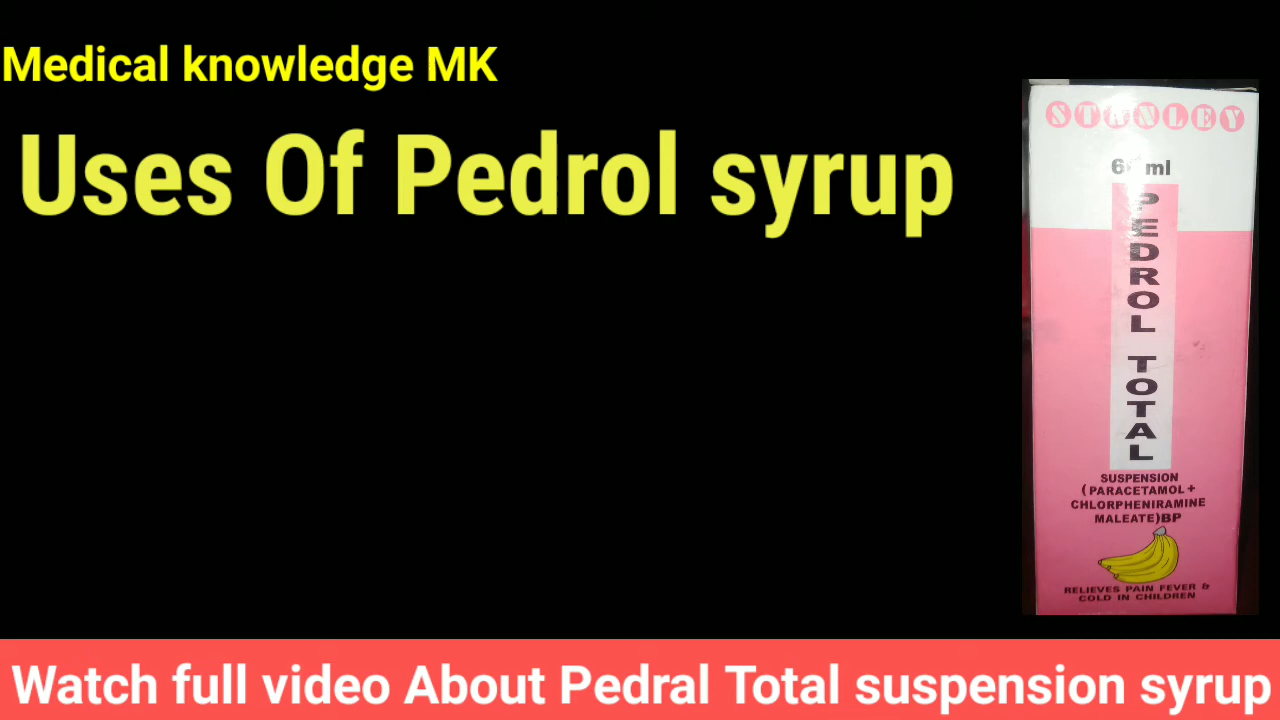 Medical knowledge MK
Uses Of Pedrol syrup
STANLEY
ml
PEDROL TOTAL
SUSPENSION
(PARACETAMOL+
CHLORPHENIRAMINE
MALEATE)BP
RELIEVES PAIN FEVER &
COLD IN CHILDREN
Watch full video About Pedral Total suspension syrup